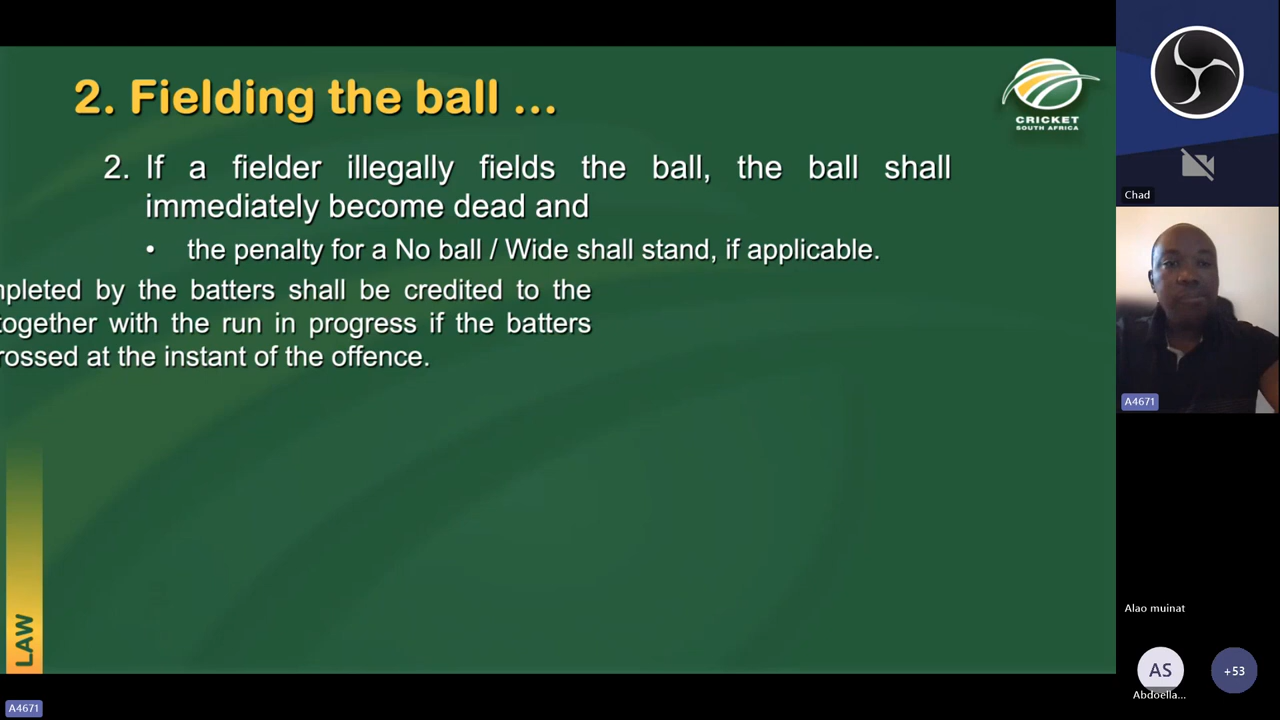 2. Fielding the ball ...
CRICKET
SOUTH AFRICA
2. If a fielder illegally fields the ball, the ball shall
immediately become dead and
• the penalty for a No ball / Wide shall stand, if applicable.
mpleted by the batters shall be credited to the
together with the run in progress if the batters
rossed at the instant of the offence.
LAW
A4671
Chad
A4671
Alao muinat
AS
Abdoella...
+53